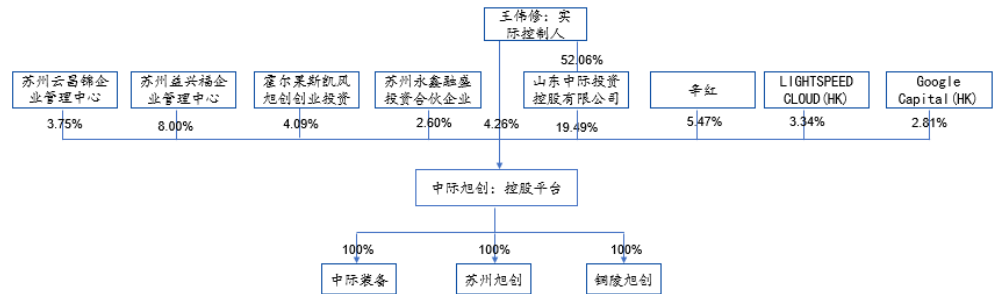 王伟修：实
际控制人
52.06%
苏州云昌锦企
业管理中心
苏州益兴福企
业管理中心
霍尔果斯凯风
旭创创业投资
苏州永鑫融盛
投资合伙企业
山东中际投资
控股有限公司
辛红
LIGHTSPEED
CLOUD(HK)
Google
Capital(HK)
3.75%
8.00%
4.09%
2.60%
4.26%
19.49%
5.47%
3.34%
2.81%
中际旭创：控股平台
100%
100%
100%
中际装备
苏州旭创
铜陵旭创